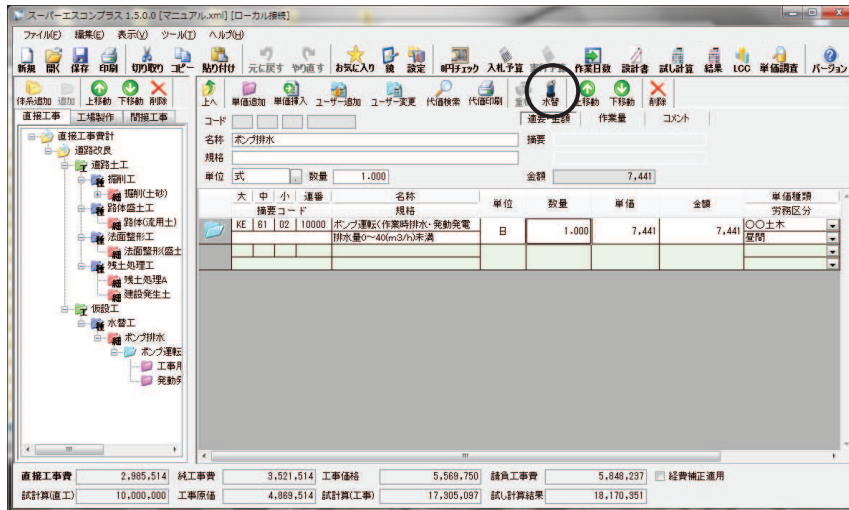 スーパーエスコンプラス 1.5.0.0 [マニュアル.xml] [ローカル接続]
ファイル(F) 編集(E) 表示(V) ツール(T) ヘルプ(H)
新規 開く 保存 印刷 切り取り コピー 貼り付け 元に戻す やり直す お気に入り 後 設定 0円チェック 入札予算 作業日数 設計書 試し計算 結果 LCC 単価調査 バージョン
体系追加 追加 上移動 下移動 削除 上へ 単価追加 単価挿入 ユーザー追加 ユーザー変更 代価検索 代価印刷 水替 上移動 下移動 削除
直接工事 工場製作 間接工事
コード 摘要・金額 作業量 コメント
名称 ポンプ排水 摘要
規格
単位 式 数量 1.000 金額 7,441
直接工事費計
道路改良
道路土工
掘削工
掘削(土砂)
路体盛土工
路体(流用土)
法面整形工
法面整形(盛土
残土処理工
残土処理A
建設発生土
仮設工
水替工
ポンプ排水
ポンプ運転
工事用
発動発
大 中 小 連番 名称 単位 数量 単価 金額 単価種類
摘要コード 規格 労務区分
KE 61 02 10000 ポンプ運転(作業時排水・発動発電 日 1.000 7,441 7,441 〇〇土木
排水量0~40(m3/h)未満 昼間
直接工事費 2,985,514 純工事費 3,521,514 工事価格 5,569,750 請負工事費 5,848,237 経費補正適用
試計算(直工) 10,000,000 工事原価 4,869,514 試計算(工事) 17,305,097 試し計算結果 18,170,351